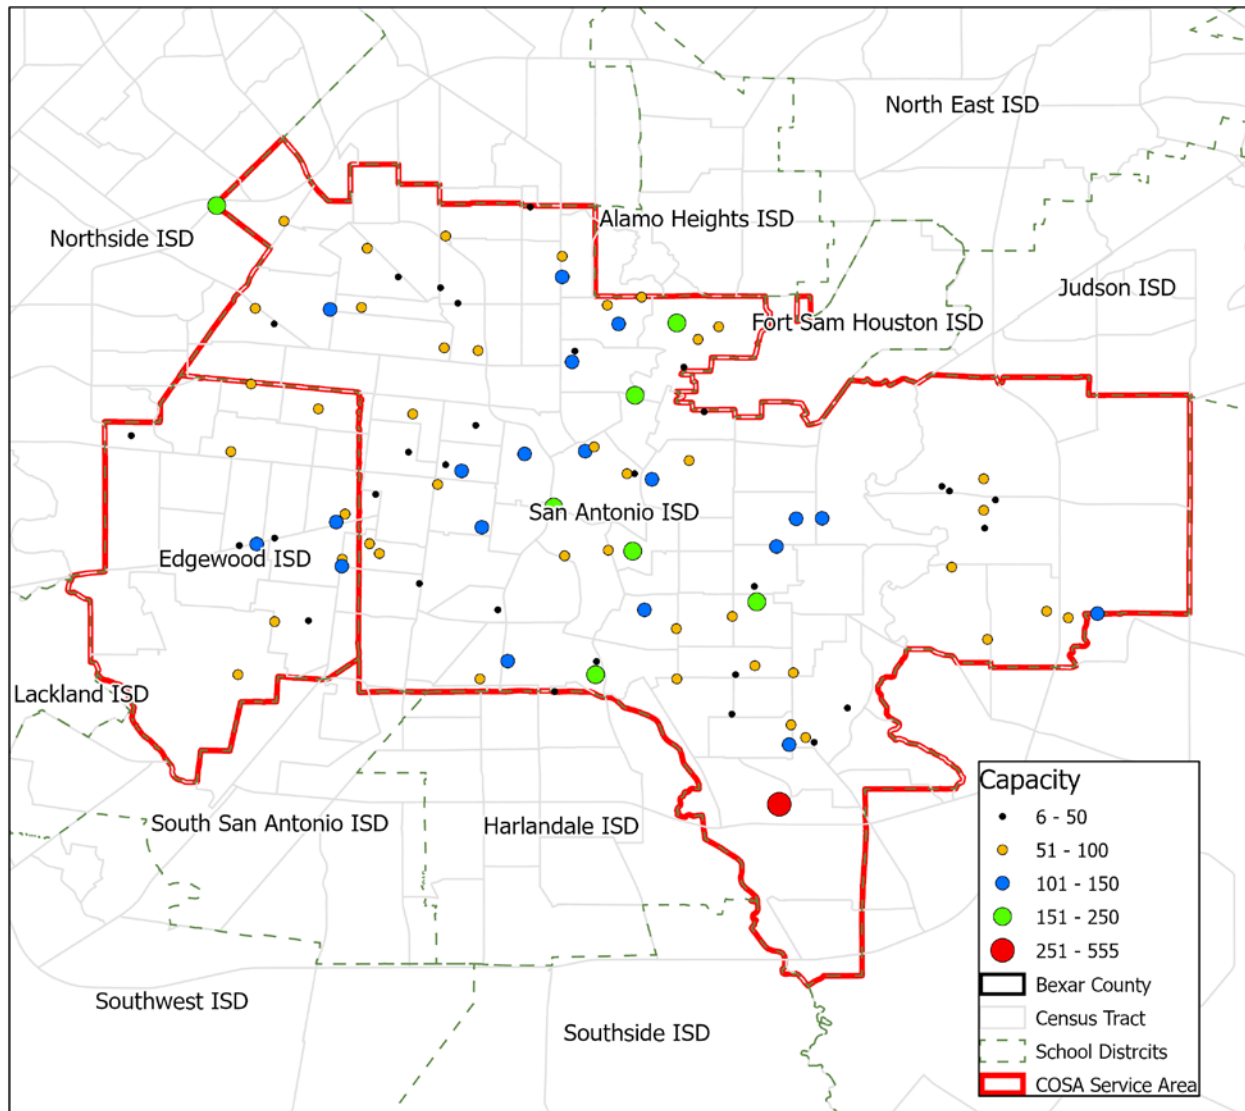 North East ISD
Alamo Heights ISD
Northside ISD
Judson ISD
Fort Sam Houston ISD
San Antonio ISD
Edgewood ISD
Lackland ISD
South San Antonio ISD
Harlandale ISD
Southwest ISD
Southside ISD
Capacity
6 - 50
51 - 100
101 - 150
151 - 250
251 - 555
Bexar County
Census Tract
School Distrcits
COSA Service Area